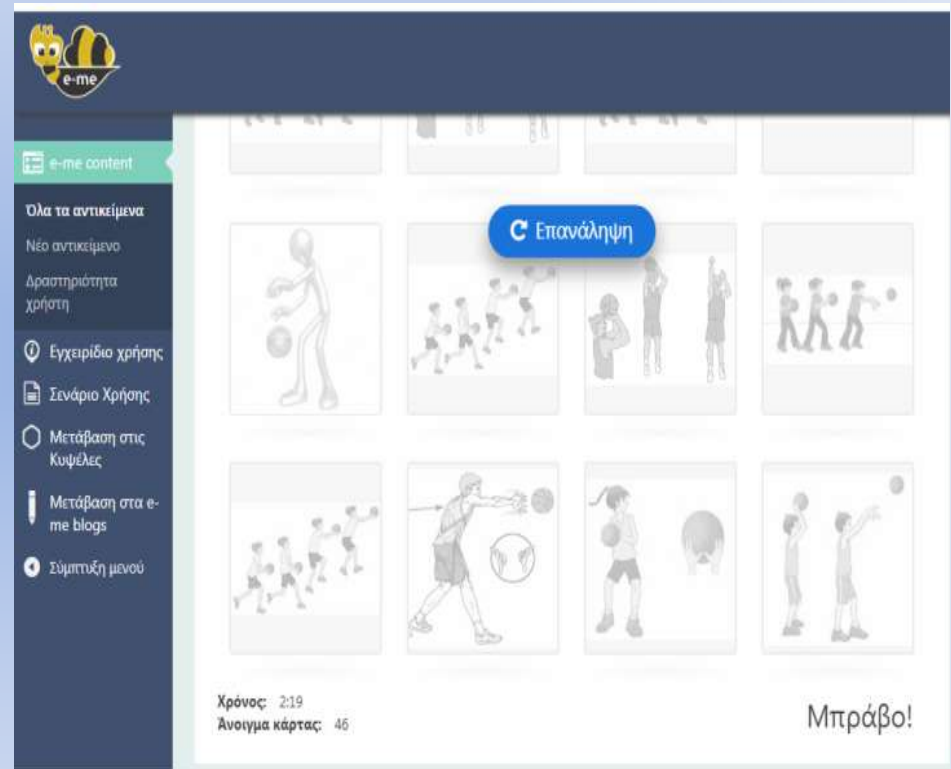 e-me
e-me content
Όλα τα αντικείμενα
Νέο αντικείμενο
Δραστηριότητα
χρήστη
Εγχειρίδιο χρήσης
Σενάριο Χρήσης
Μετάβαση στις
Κυψέλες
Μετάβαση στα e-
me blogs
Σύμπτυξη μενού
Επανάληψη
Χρόνος: 2:19
Άνοιγμα κάρτας: 46
Μπράβο!